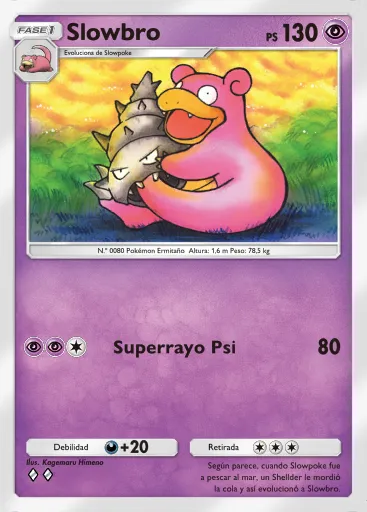 FASE 1 Slowbro PS 130
Evoluciona de Slowpoke
N.º 0080 Pokémon Ermitaño Altura: 1,6 m Peso: 78,5 kg
Superrayo Psi 80
Debilidad +20 Retirada
Ilus. Kagemaru Himeno
Según parece, cuando Slowpoke fue
a pescar al mar, un Shellder le mordió
la cola y así evolucionó a Slowbro.